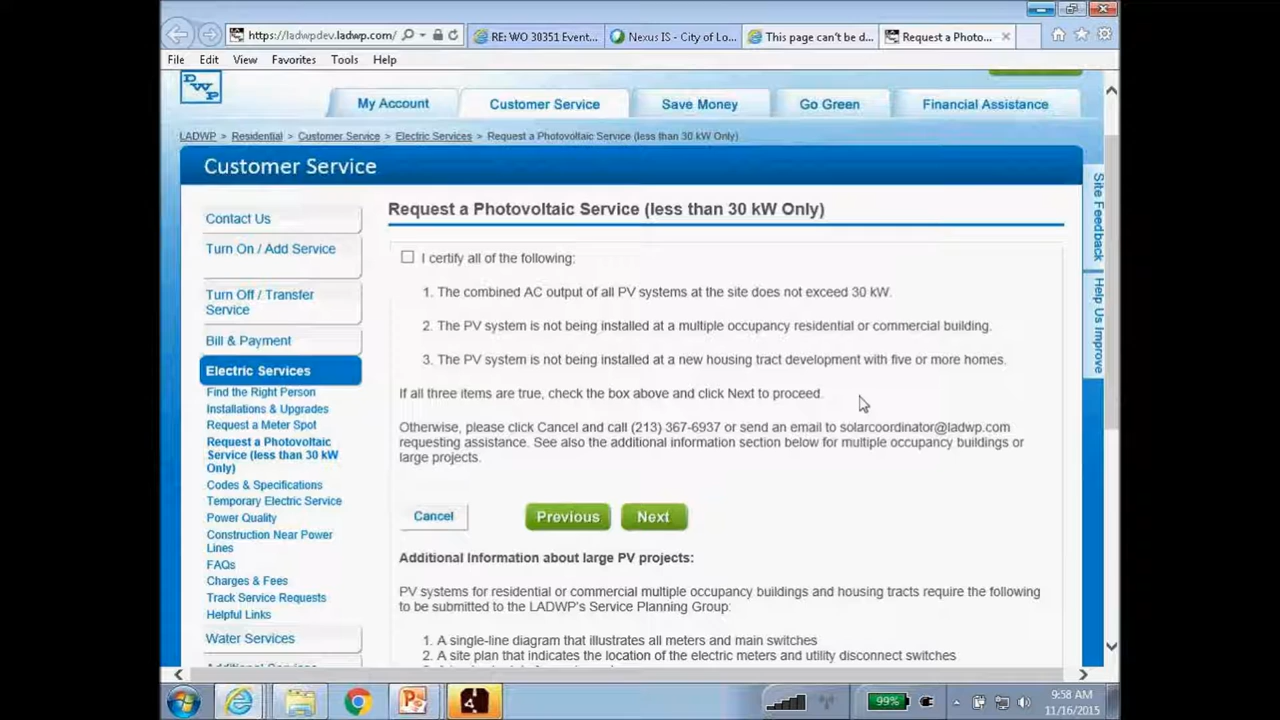 https://ladwpdev.ladwp.com/
RE: WO 30351 Event...
Nexus IS - City of Lo...
This page can't be d...
Request a Photo...
File Edit View Favorites Tools Help
DWP
My Account
Customer Service
Save Money
Go Green
Financial Assistance
LADWP > Residential > Customer Service > Electric Services > Request a Photovoltaic Service (less than 30 kW Only)
Customer Service
Contact Us
Turn On / Add Service
Turn Off / Transfer
Service
Bill & Payment
Electric Services
Find the Right Person
Installations & Upgrades
Request a Meter Spot
Request a Photovoltaic
Service (less than 30 kW
Only)
Codes & Specifications
Temporary Electric Service
Power Quality
Construction Near Power
Lines
FAQs
Charges & Fees
Track Service Requests
Helpful Links
Water Services
Request a Photovoltaic Service (less than 30 kW Only)
I certify all of the following:
1. The combined AC output of all PV systems at the site does not exceed 30 kW.
2. The PV system is not being installed at a multiple occupancy residential or commercial building.
3. The PV system is not being installed at a new housing tract development with five or more homes.
If all three items are true, check the box above and click Next to proceed.
Otherwise, please click Cancel and call (213) 367-6937 or send an email to solarcoordinator@ladwp.com
requesting assistance. See also the additional information section below for multiple occupancy buildings or
large projects.
Cancel
Previous
Next
Additional Information about large PV projects:
PV systems for residential or commercial multiple occupancy buildings and housing tracts require the following
to be submitted to the LADWP's Service Planning Group:
1. A single-line diagram that illustrates all meters and main switches
2. A site plan that indicates the location of the electric meters and utility disconnect switches
Site Feedback
Help Us Improve
99%
9:58 AM
11/16/2015